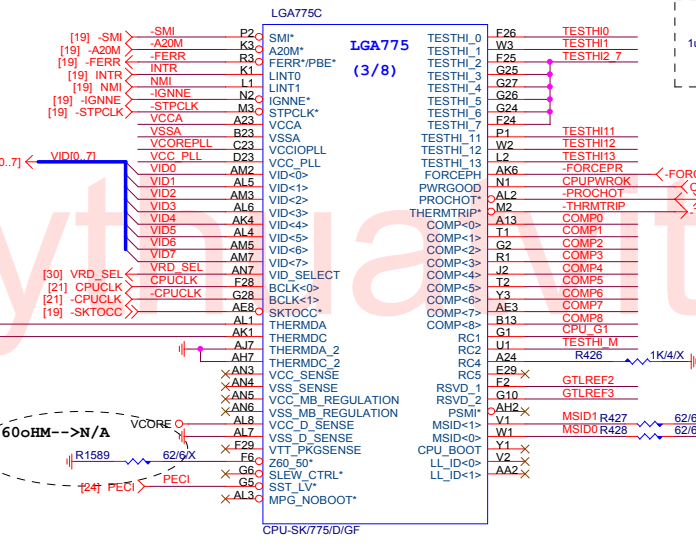 LGA775C
LGA775
(3/8)
[19] -SMI -SMI P2 SMI* TESTHI_0 F26 TESTHI0
[19] -A20M -A20M K3 A20M* TESTHI_1 W3 TESTHI1
[19] -FERR -FERR R3 FERR*/PBE* TESTHI_2 F25 TESTHI2_7
[19] INTR INTR K1 LINT0 TESTHI_3 G25
[19] NMI NMI L1 LINT1 TESTHI_4 G27
[19] -IGNNE -IGNNE N2 IGNNE* TESTHI_5 G26
[19] -STPCLK -STPCLK M3 STPCLK* TESTHI_6 G24
VCCA A23 VCCA TESTHI_7 F24
VSSA B23 VSSA TESTHI_11 P1 TESTHI11
VCOREPLL C23 VCCIOPLL TESTHI_12 W2 TESTHI12
0..7] VID[0..7] VCC_PLL D23 VCC_PLL TESTHI_13 L2 TESTHI13
VID0 AM2 VID<0> FORCEPH AK6 -FORCEPR -FORC
VID1 AL5 VID<1> PWRGOOD N1 CPUPWROK
VID2 AM3 VID<2> PROCHOT* AL2 -PROCHOT
VID3 AL6 VID<3> THERMTRIP* M2 -THRMTRIP
VID4 AK4 VID<4> COMP<0> A13 COMP0
VID5 AL4 VID<5> COMP<1> T1 COMP1
VID6 AM5 VID<6> COMP<2> G2 COMP2
VID7 AM7 VID<7> COMP<3> R1 COMP3
[30] VRD_SEL VRD_SEL AN7 VID_SELECT COMP<4> J2 COMP4
[21] CPUCLK CPUCLK F28 BCLK<0> COMP<5> T2 COMP5
[21] -CPUCLK -CPUCLK G28 BCLK<1> COMP<6> Y3 COMP6
[19] -SKTOCC AE8 SKTOCC* COMP<7> AE3 COMP7
AL1 THERMDA COMP<8> B13 COMP8
AK1 THERMDC RC1 G1 CPU_G1
AJ7 THERMDA_2 RC2 U1 TESTHI_M
AH7 THERMDC_2 RC4 A24 R426 1K/4/X
AN3 VCC_SENSE RC5 E29
AN4 VSS_SENSE RSVD_1 F2 GTLREF2
AN5 VCC_MB_REGULATION RSVD_2 G10 GTLREF3
AN6 VSS_MB_REGULATION PSMI* AH2
VCORE AL8 VCC_D_SENSE MSID<1> V1 MSID1 R427 62/6
60oHM-->N/A AL7 VSS_D_SENSE MSID<0> W1 MSID0 R428 62/6
F29 VTT_PKGSENSE CPU_BOOT Y1
R1589 62/6/X F6 Z60_50* LL_ID<0> V2
G6 SLEW_CTRL* LL_ID<1> AA2
[24] PECI PECI G5 SST_LV*
AL3 MPG_NOBOOT*
CPU-SK/775/D/GF